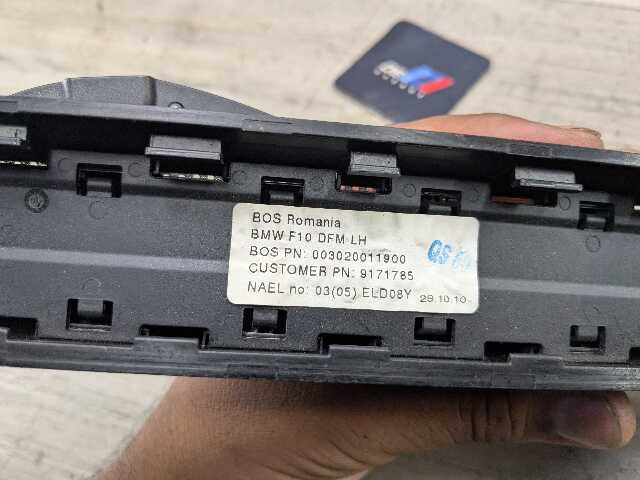 BOS Romania
BMW F10 DFM LH
BOS PN: 003020011900
CUSTOMER PN: 9171785
NAEL no: 03(05) ELD08Y 29.10.10
QS